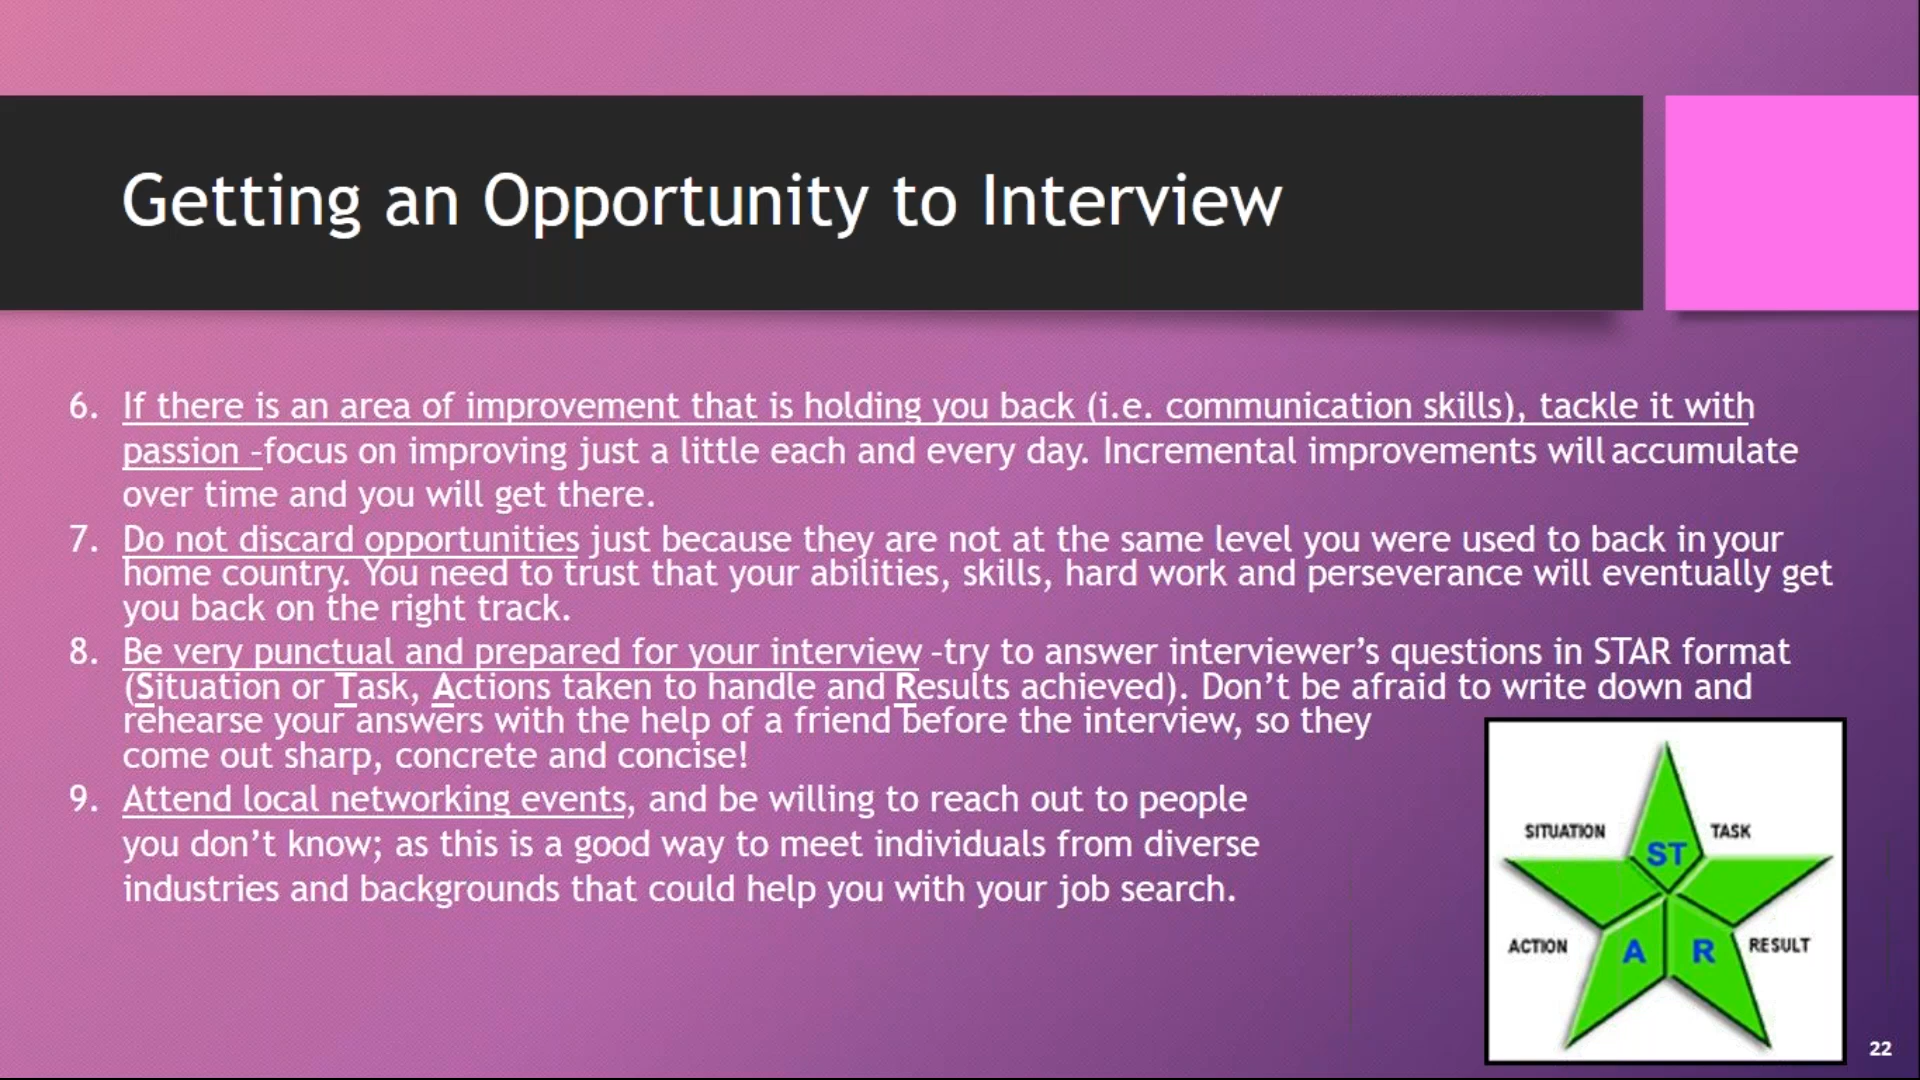 Getting an Opportunity to Interview
6. If there is an area of improvement that is holding you back (i.e. communication skills), tackle it with
passion –focus on improving just a little each and every day. Incremental improvements will accumulate
over time and you will get there.
7. Do not discard opportunities just because they are not at the same level you were used to back in your
home country. You need to trust that your abilities, skills, hard work and perseverance will eventually get
you back on the right track.
8. Be very punctual and prepared for your interview –try to answer interviewer’s questions in STAR format
(Situation or Task, Actions taken to handle and Results achieved). Don’t be afraid to write down and
rehearse your answers with the help of a friend before the interview, so they
come out sharp, concrete and concise!
9. Attend local networking events, and be willing to reach out to people
you don’t know; as this is a good way to meet individuals from diverse
industries and backgrounds that could help you with your job search.
SITUATION TASK
ST
ACTION A R RESULT
22